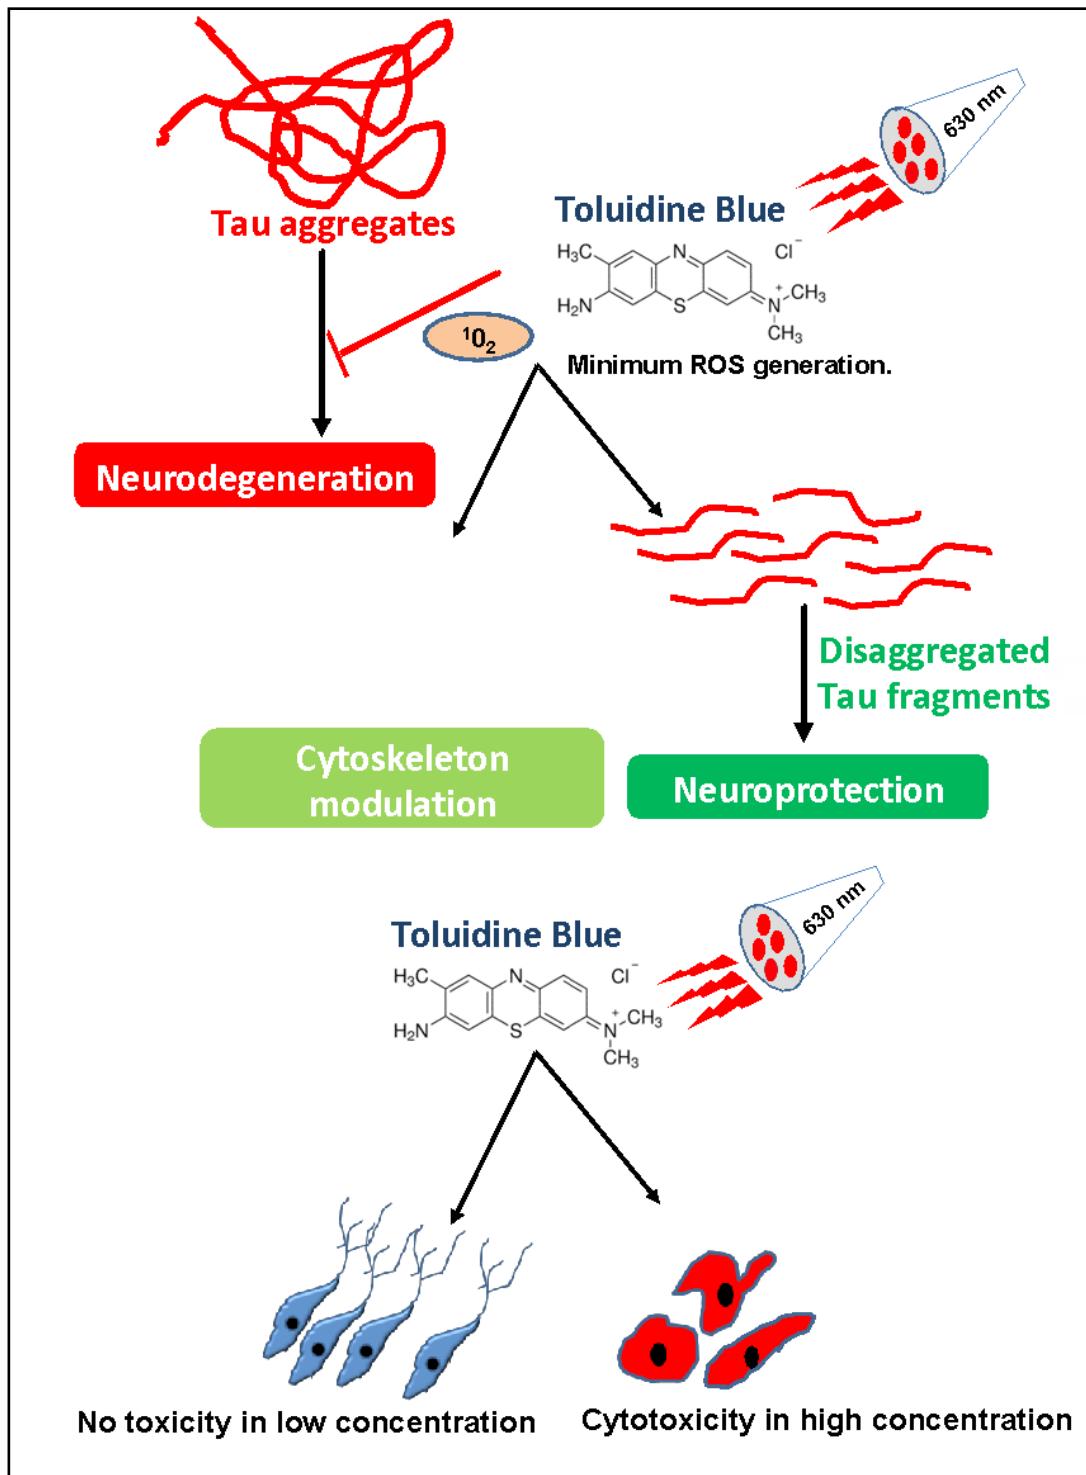 630 nm
Tau aggregates
Toluidine Blue
H₃C
N
Cl⁻
H₂N
S
N⁺
CH₃
CH₃
¹0₂
Minimum ROS generation.
Neurodegeneration
Disaggregated
Tau fragments
Cytoskeleton
modulation
Neuroprotection
630 nm
Toluidine Blue
H₃C
N
Cl⁻
H₂N
S
N⁺
CH₃
CH₃
No toxicity in low concentration
Cytotoxicity in high concentration